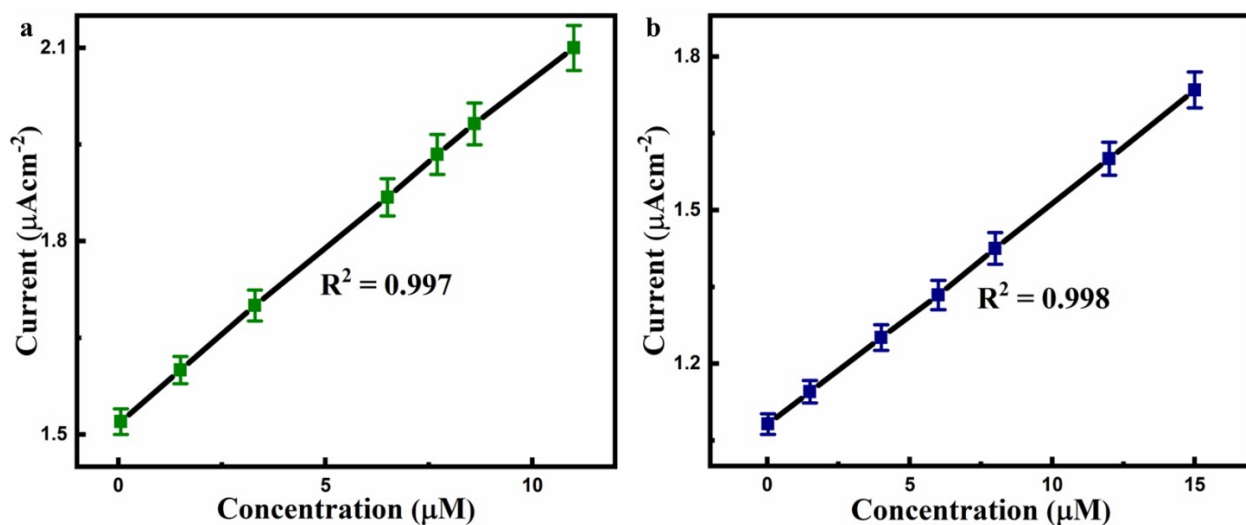 a
Current (μAcm⁻²)
2.1
1.8
1.5
R² = 0.997
0 5 10
Concentration (μM)
b
Current (μAcm⁻²)
1.8
1.5
1.2
R² = 0.998
0 5 10 15
Concentration (μM)